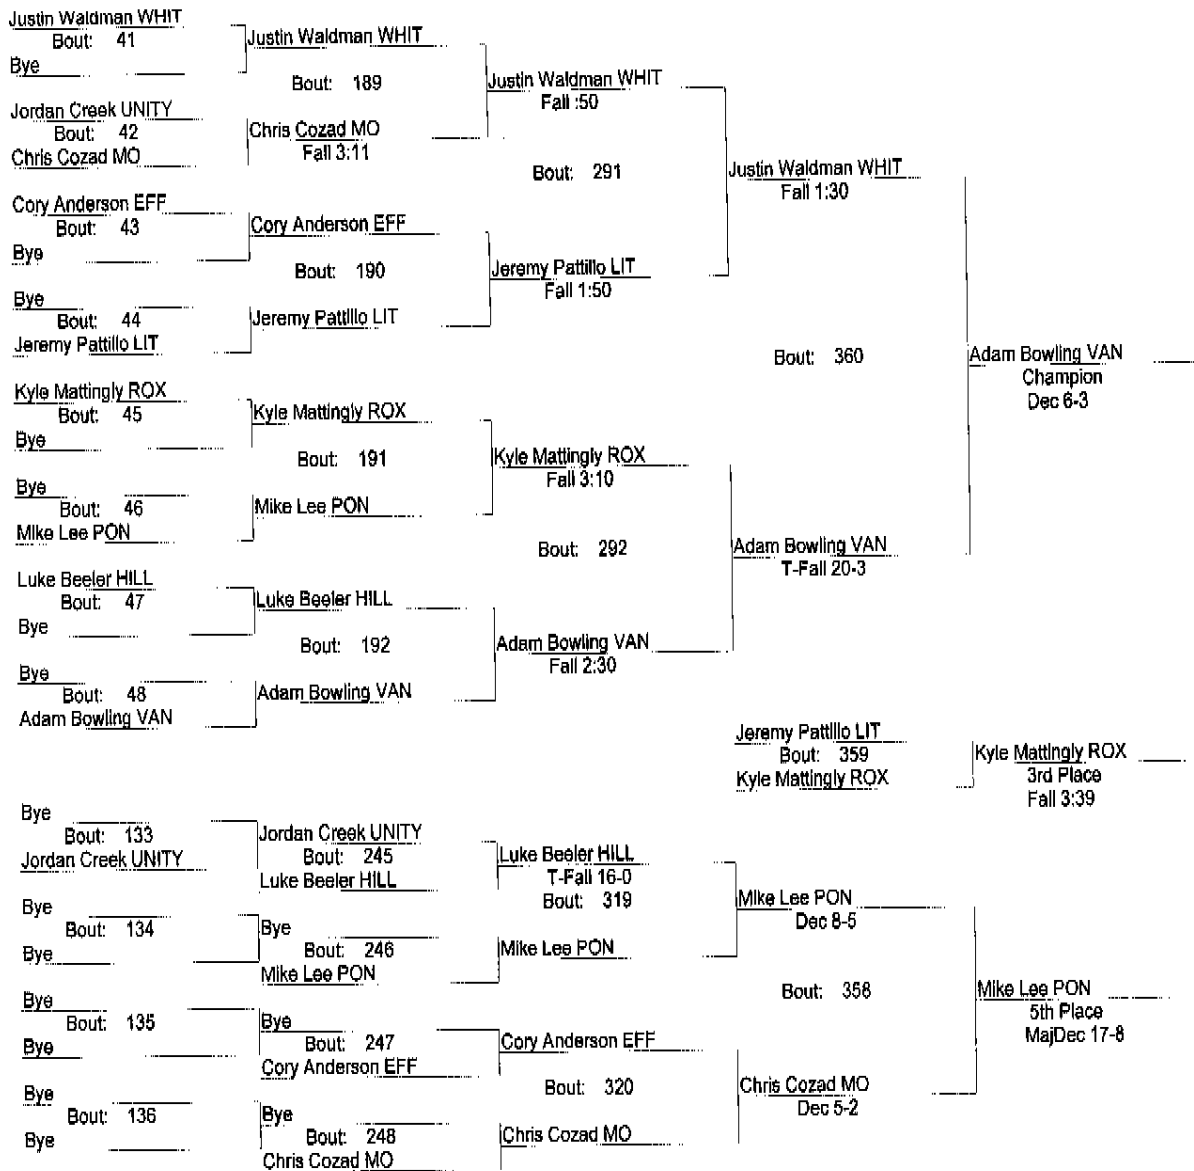 Justin Waldman WHIT
Bout: 41
Bye
Justin Waldman WHIT
Bout: 189
Jordan Creek UNITY
Bout: 42
Chris Cozad MO
Chris Cozad MO
Fall 3:11
Justin Waldman WHIT
Fall :50
Bout: 291
Cory Anderson EFF
Bout: 43
Bye
Cory Anderson EFF
Bout: 190
Bye
Bout: 44
Jeremy Pattillo LIT
Jeremy Pattillo LIT
Jeremy Pattillo LIT
Fall 1:50
Justin Waldman WHIT
Fall 1:30
Bout: 360
Adam Bowling VAN
Champion
Dec 6-3
Kyle Mattingly ROX
Bout: 45
Bye
Kyle Mattingly ROX
Bout: 191
Bye
Bout: 46
Mike Lee PON
Mike Lee PON
Kyle Mattingly ROX
Fall 3:10
Bout: 292
Adam Bowling VAN
T-Fall 20-3
Luke Beeler HILL
Bout: 47
Bye
Luke Beeler HILL
Bout: 192
Bye
Bout: 48
Adam Bowling VAN
Adam Bowling VAN
Adam Bowling VAN
Fall 2:30
Jeremy Pattillo LIT
Bout: 359
Kyle Mattingly ROX
Kyle Mattingly ROX
3rd Place
Fall 3:39
Bye
Bout: 133
Jordan Creek UNITY
Jordan Creek UNITY
Bout: 245
Luke Beeler HILL
Luke Beeler HILL
T-Fall 16-0
Bout: 319
Bye
Bout: 134
Bye
Bye
Bout: 246
Mike Lee PON
Mike Lee PON
Mike Lee PON
Dec 8-5
Bout: 358
Mike Lee PON
5th Place
MajDec 17-8
Bye
Bout: 135
Bye
Bye
Bout: 247
Cory Anderson EFF
Cory Anderson EFF
Bout: 320
Chris Cozad MO
Dec 5-2
Bye
Bout: 136
Bye
Bye
Bout: 248
Chris Cozad MO
Chris Cozad MO